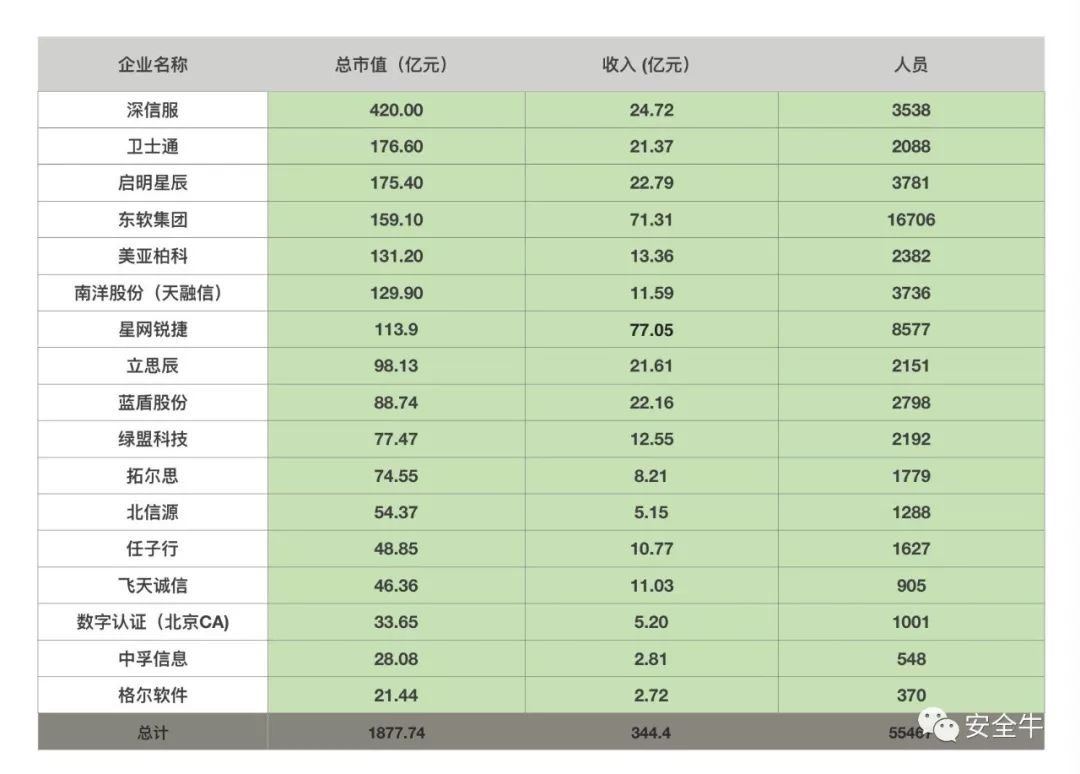 企业名称 总市值（亿元） 收入 (亿元） 人员
深信服 420.00 24.72 3538
卫士通 176.60 21.37 2088
启明星辰 175.40 22.79 3781
东软集团 159.10 71.31 16706
美亚柏科 131.20 13.36 2382
南洋股份（天融信） 129.90 11.59 3736
星网锐捷 113.9 77.05 8577
立思辰 98.13 21.61 2151
蓝盾股份 88.74 22.16 2798
绿盟科技 77.47 12.55 2192
拓尔思 74.55 8.21 1779
北信源 54.37 5.15 1288
任子行 48.85 10.77 1627
飞天诚信 46.36 11.03 905
数字认证（北京CA) 33.65 5.20 1001
中孚信息 28.08 2.81 548
格尔软件 21.44 2.72 370
总计 1877.74 344.4 55467
安全牛